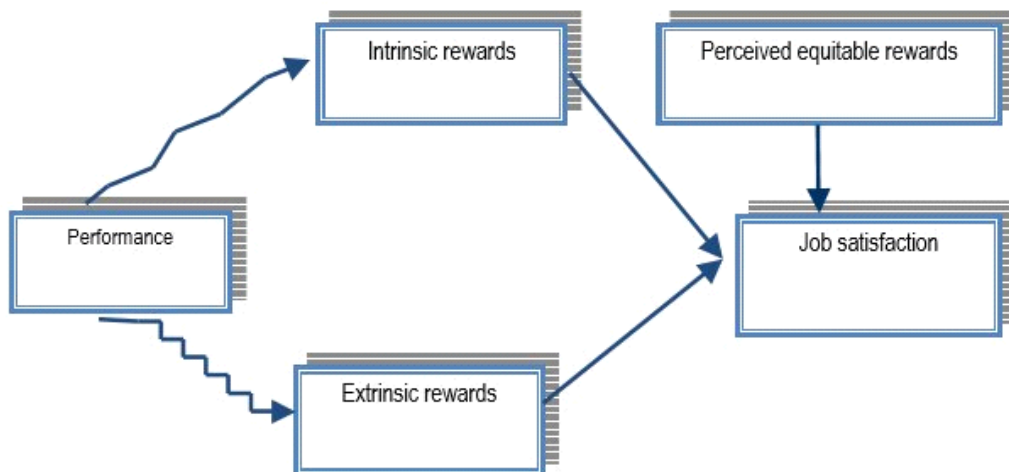 Intrinsic rewards
Perceived equitable rewards
Performance
Job satisfaction
Extrinsic rewards